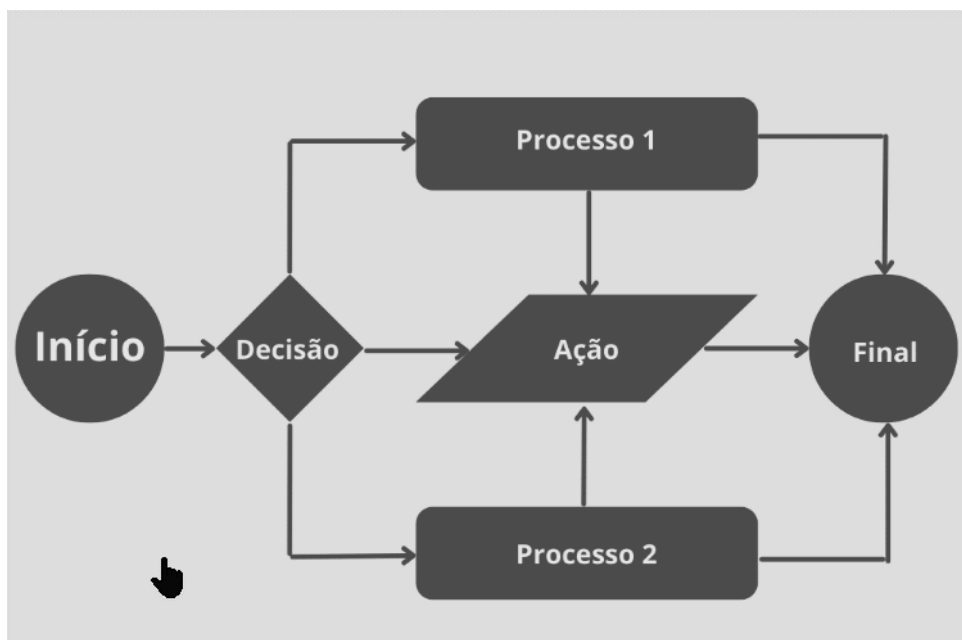 Processo 1
Início
Decisão
Ação
Final
Processo 2